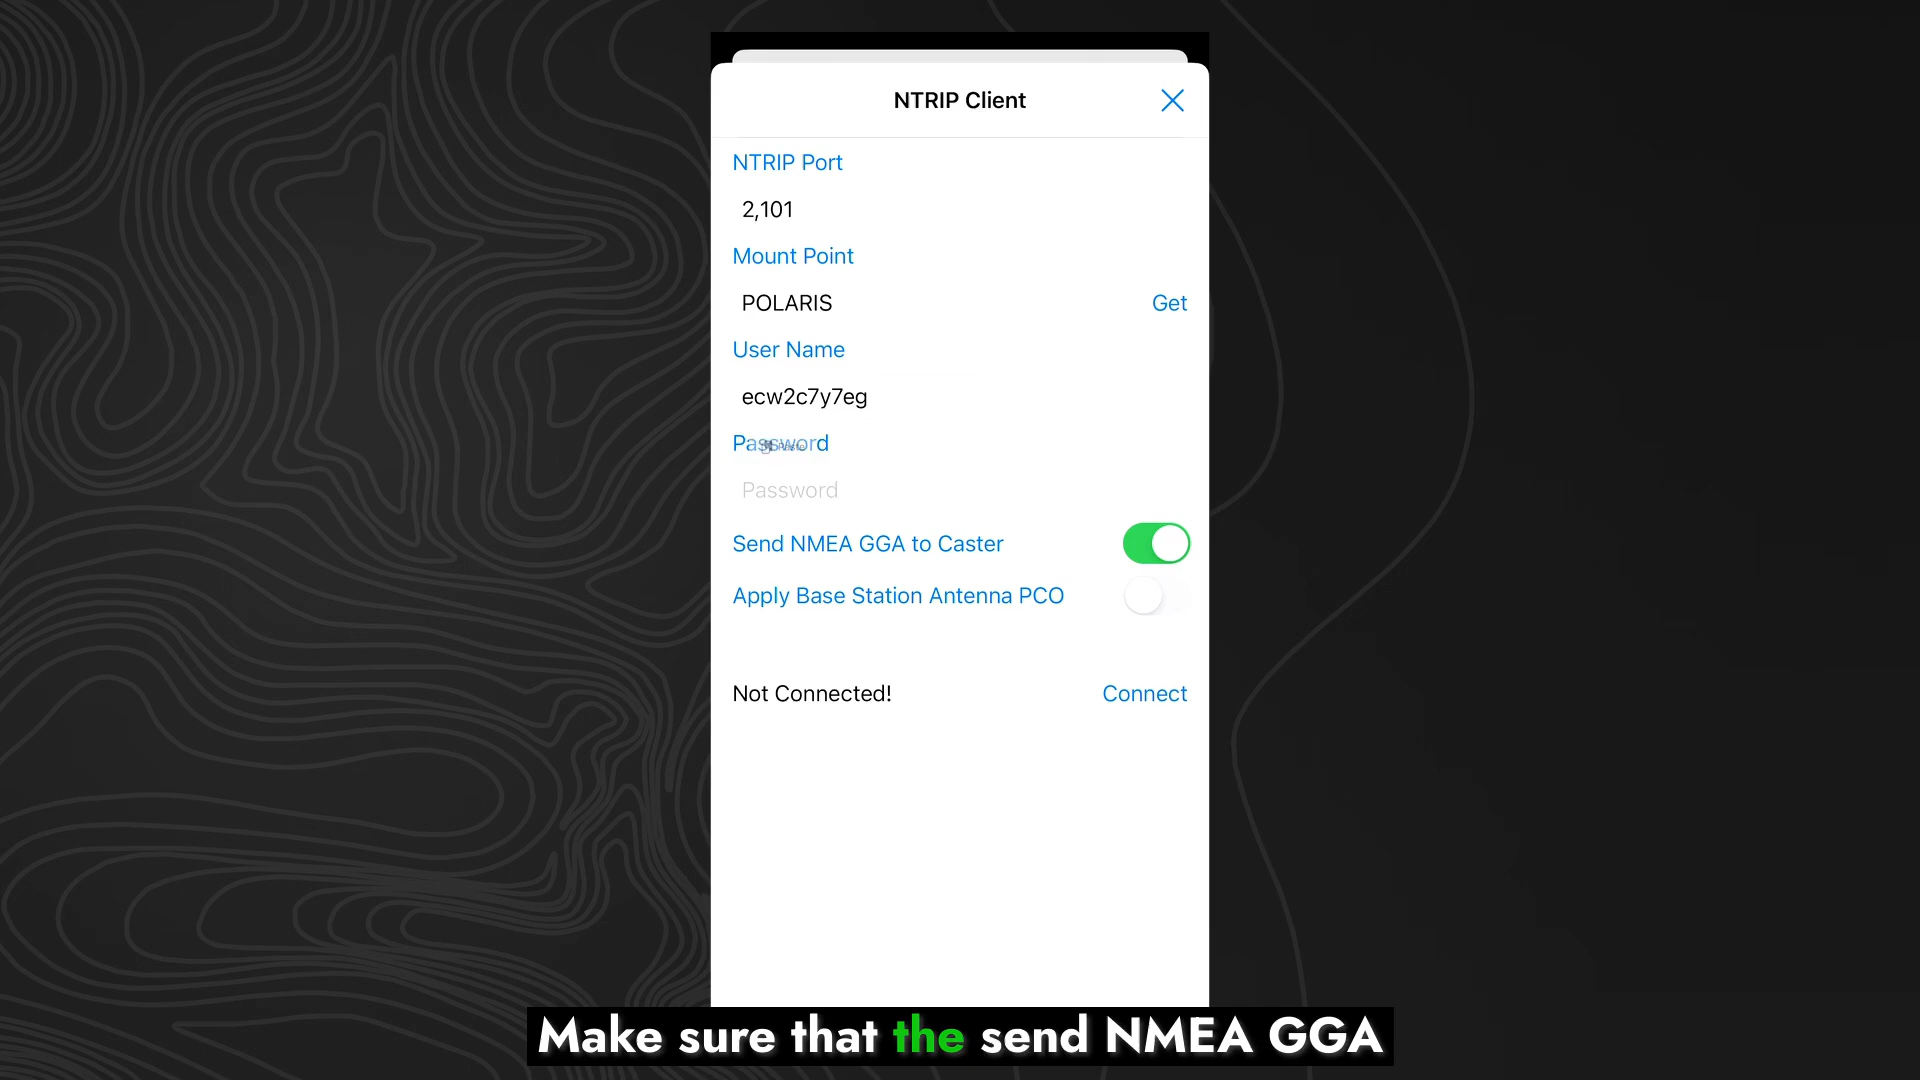 NTRIP Client
NTRIP Port
2,101
Mount Point
POLARIS
Get
User Name
ecw2c7y7eg
Password
Password
Send NMEA GGA to Caster
Apply Base Station Antenna PCO
Not Connected!
Connect
Make sure that the send NMEA GGA